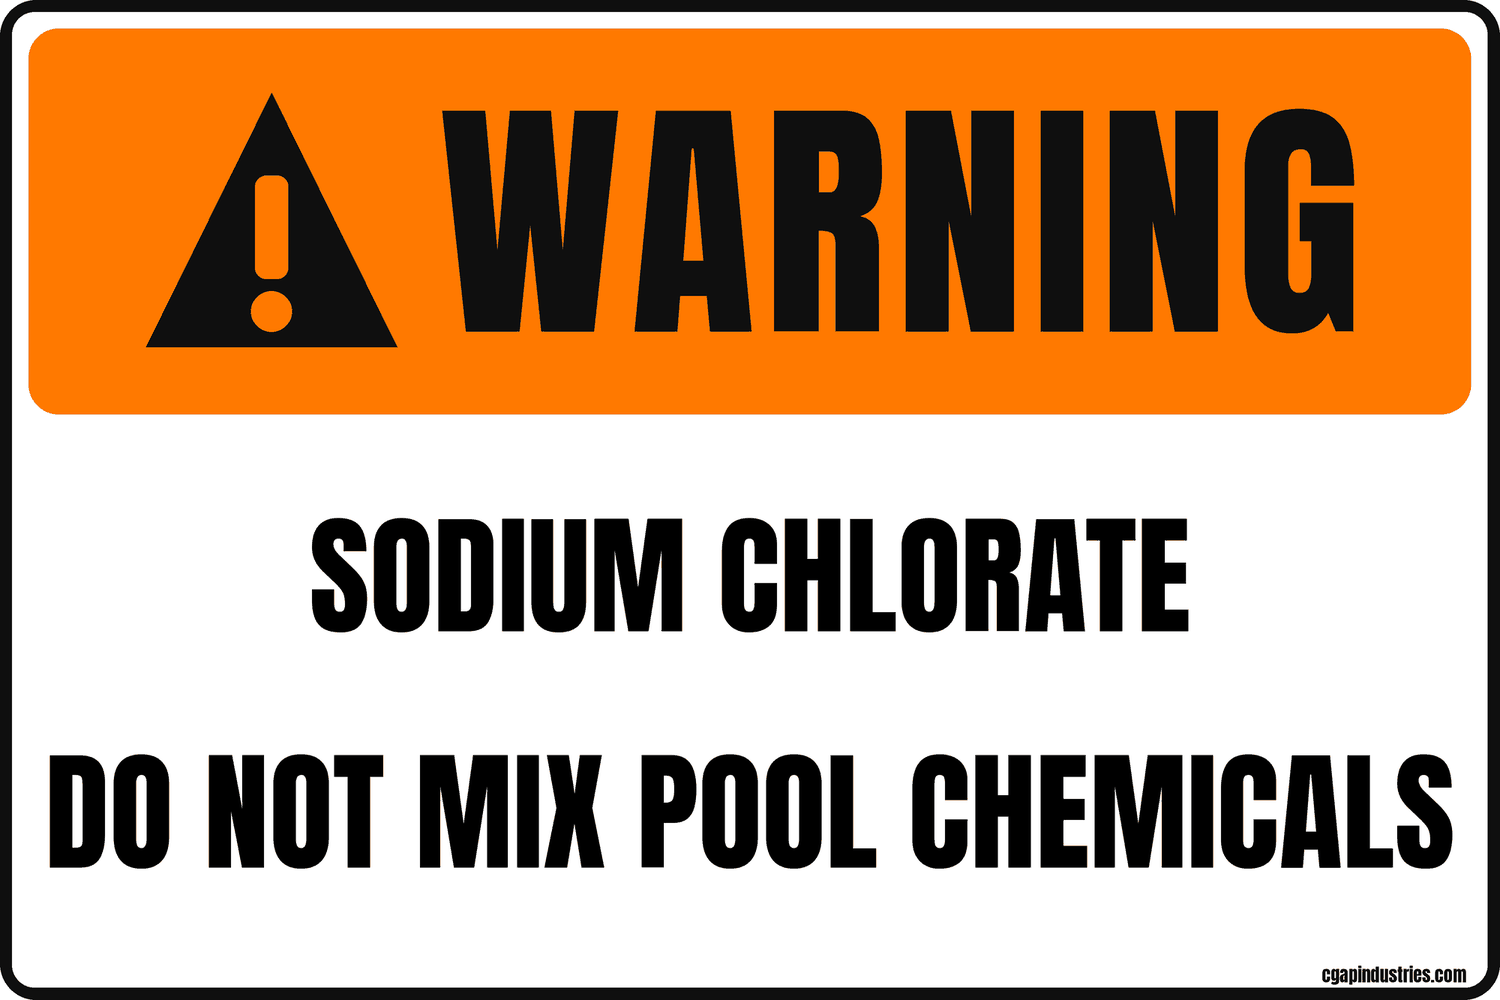 WARNING
SODIUM CHLORATE
DO NOT MIX POOL CHEMICALS
cgapindustries.com